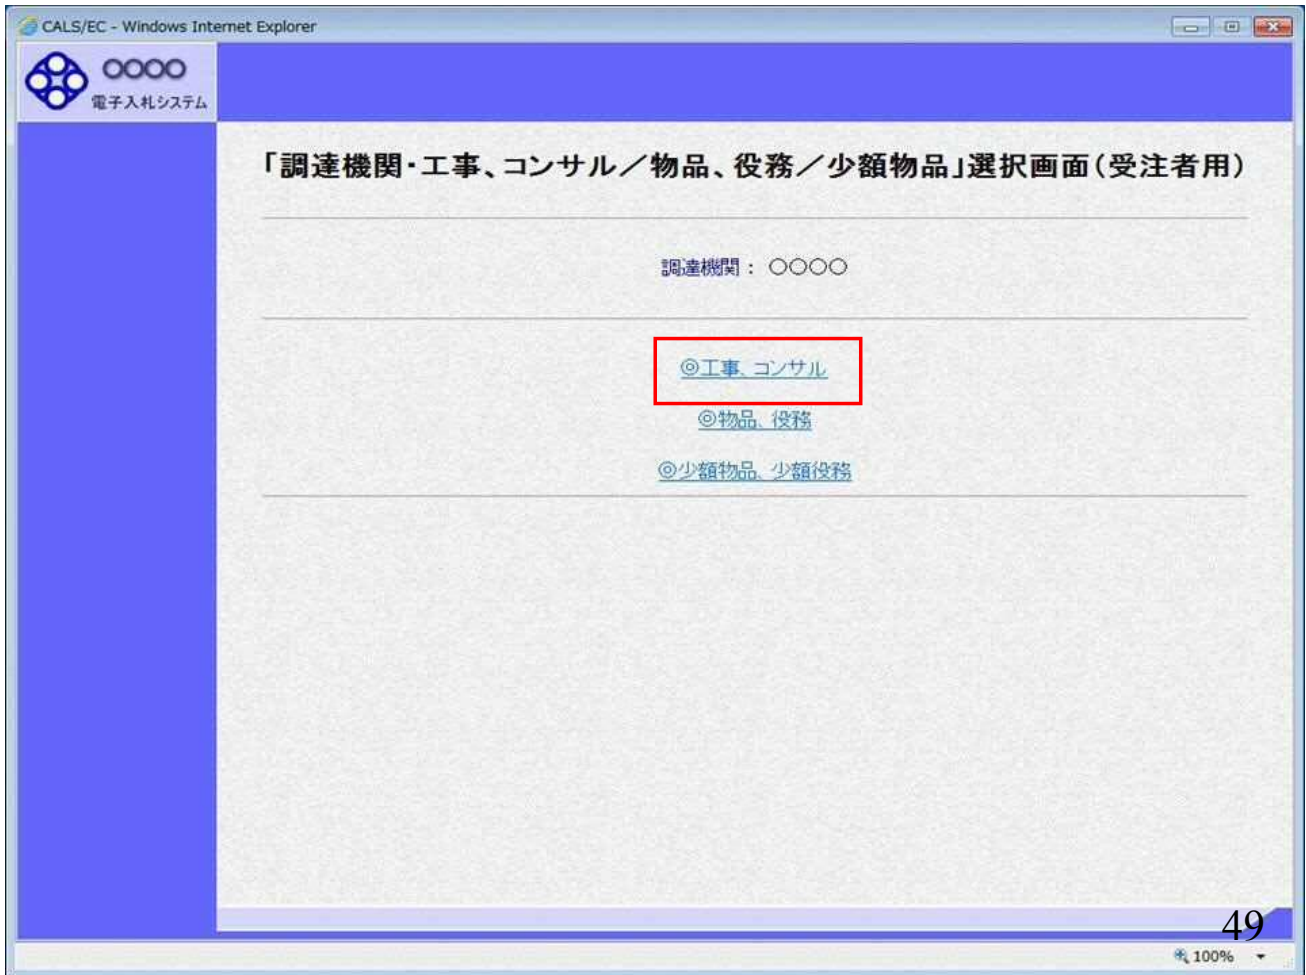 CALS/EC - Windows Internet Explorer
○○○○
電子入札システム
「調達機関・工事、コンサル／物品、役務／少額物品」選択画面(受注者用)
調達機関： ○○○○
◎工事、コンサル
◎物品、役務
◎少額物品、少額役務
49
100%